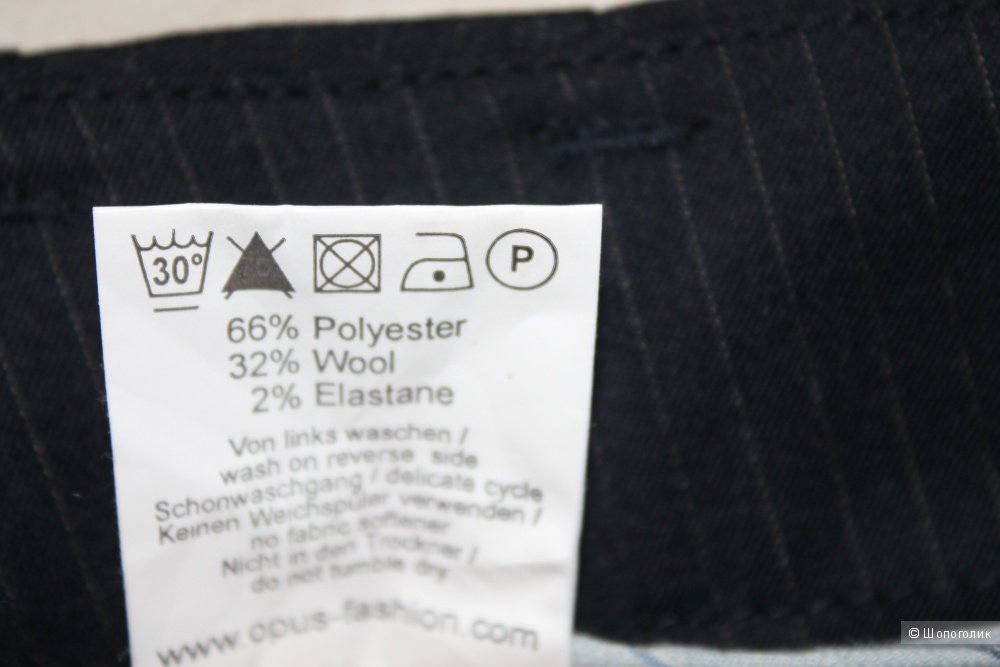 30°
P
66% Polyester
32% Wool
2% Elastane
Von links waschen /
wash on reverse side
Schonwaschgang / delicate cycle
Keinen Weichspüler verwenden /
no fabric softener
Nicht in den Trockner /
do not tumble dry
www.opus-fashion.com
© Шопоголик